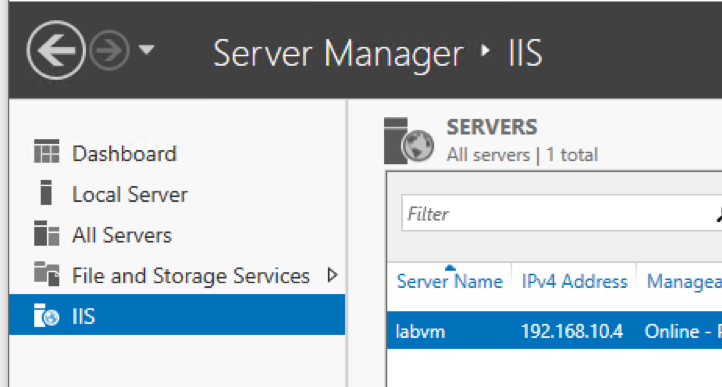 Server Manager ‣ IIS
Dashboard
Local Server
All Servers
File and Storage Services
IIS
SERVERS
All servers | 1 total
Filter
Server Name IPv4 Address Managea
labvm 192.168.10.4 Online - P